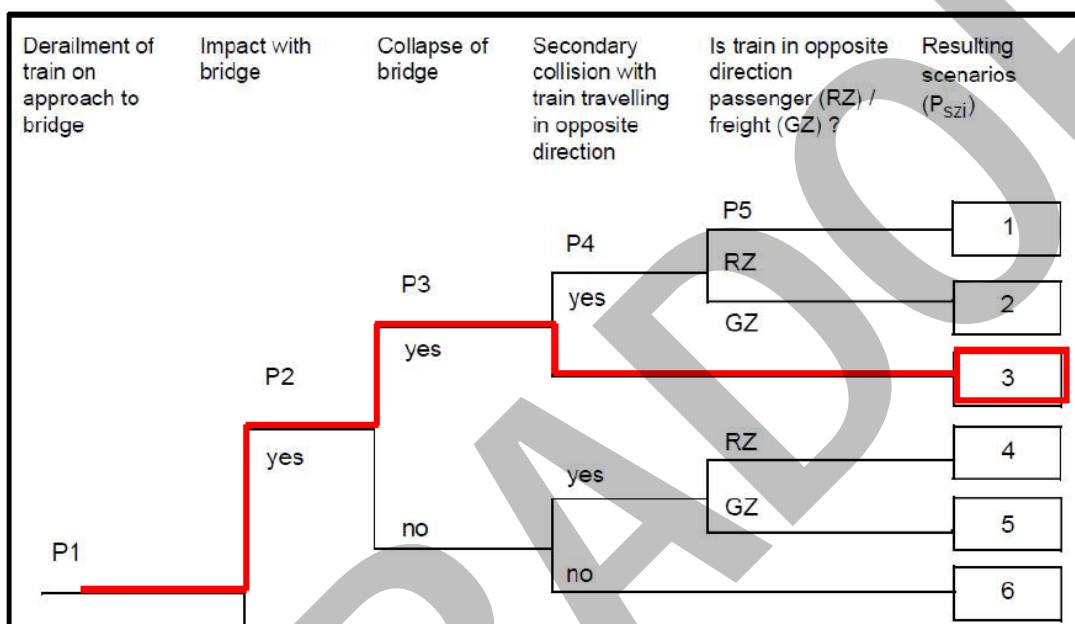 Derailment of
train on
approach to
bridge
Impact with
bridge
Collapse of
bridge
Secondary
collision with
train travelling
in opposite
direction
Is train in opposite
direction
passenger (RZ) /
freight (GZ) ?
Resulting
scenarios
(Pszi)
P5
1
P4
RZ
P3
yes
2
GZ
yes
3
P2
RZ
4
yes
yes
GZ
5
no
P1
no
6